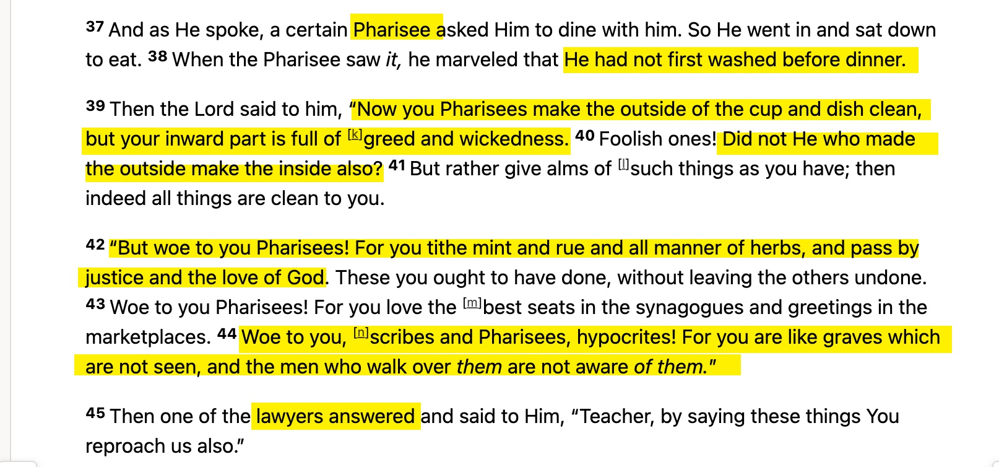 37 And as He spoke, a certain Pharisee asked Him to dine with him. So He went in and sat down
to eat. 38 When the Pharisee saw it, he marveled that He had not first washed before dinner.
39 Then the Lord said to him, “Now you Pharisees make the outside of the cup and dish clean,
but your inward part is full of [k]greed and wickedness. 40 Foolish ones! Did not He who made
the outside make the inside also? 41 But rather give alms of [l]such things as you have; then
indeed all things are clean to you.
42 “But woe to you Pharisees! For you tithe mint and rue and all manner of herbs, and pass by
justice and the love of God. These you ought to have done, without leaving the others undone.
43 Woe to you Pharisees! For you love the [m]best seats in the synagogues and greetings in the
marketplaces. 44 Woe to you, [n]scribes and Pharisees, hypocrites! For you are like graves which
are not seen, and the men who walk over them are not aware of them.”
45 Then one of the lawyers answered and said to Him, “Teacher, by saying these things You
reproach us also.”